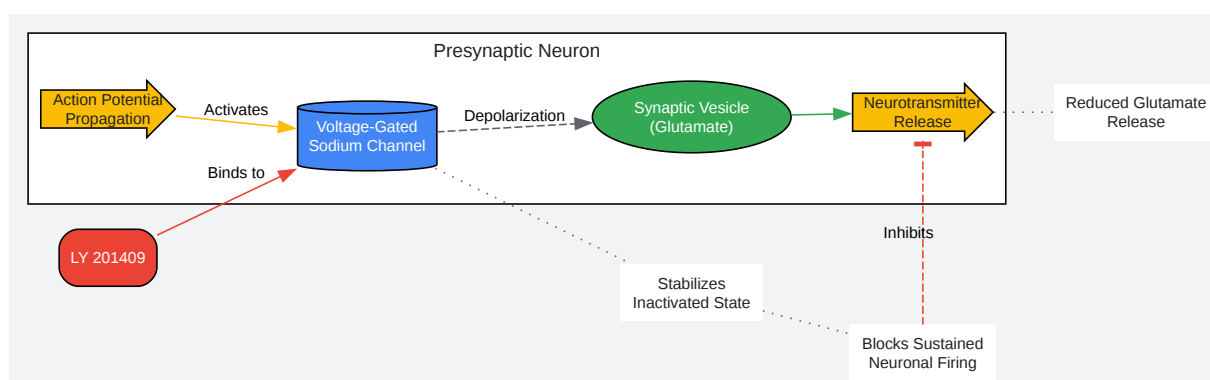 Presynaptic Neuron
Action Potential
Propagation
Activates
Voltage-Gated
Sodium Channel
Depolarization
Synaptic Vesicle
(Glutamate)
Neurotransmitter
Release
Reduced Glutamate
Release
Binds to
LY 201409
Inhibits
Stabilizes
Inactivated State
Blocks Sustained
Neuronal Firing